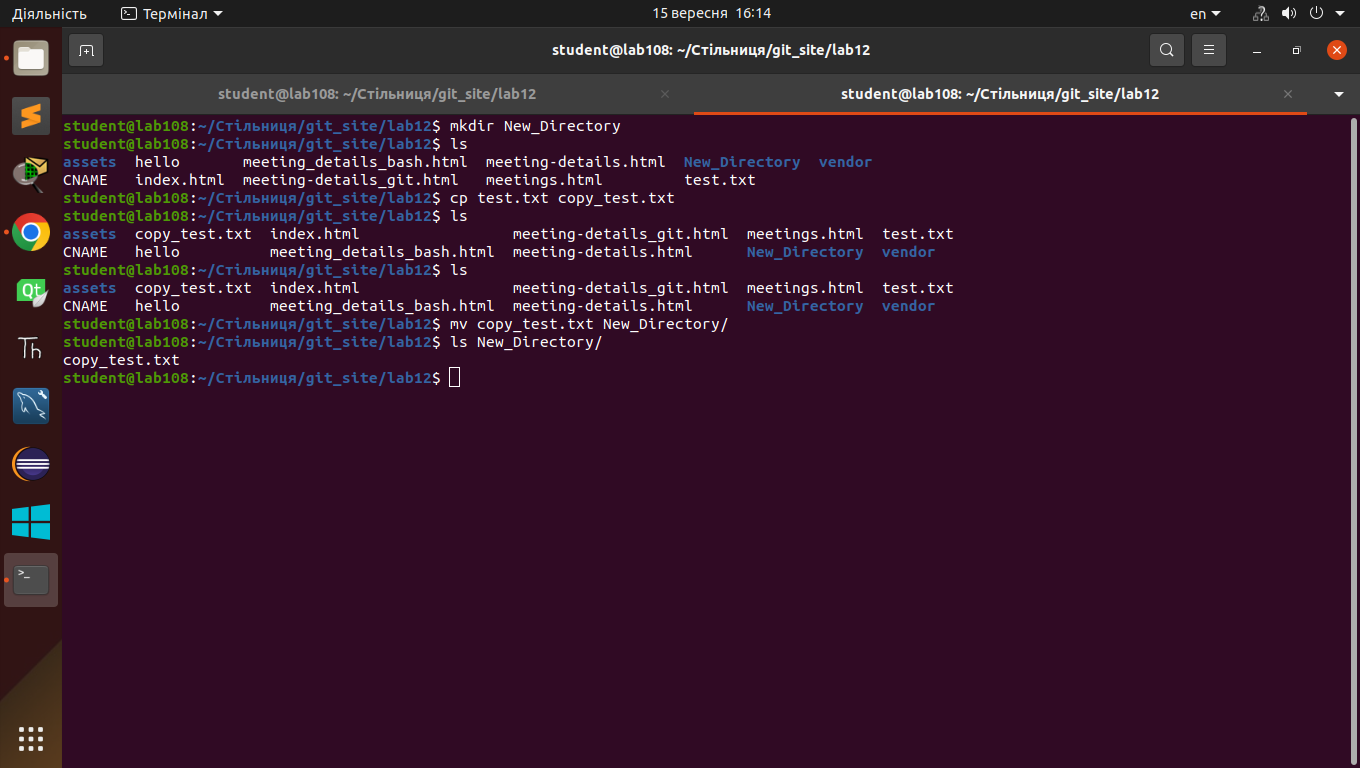 Діяльність Термінал 15 вересня 16:14 en
student@lab108: ~/Стільниця/git_site/lab12
student@lab108: ~/Стільниця/git_site/lab12 student@lab108: ~/Стільниця/git_site/lab12
student@lab108:~/Стільниця/git_site/lab12$ mkdir New_Directory
student@lab108:~/Стільниця/git_site/lab12$ ls
assets  hello       meeting_details_bash.html  meeting-details.html  New_Directory  vendor
CNAME   index.html  meeting-details_git.html   meetings.html         test.txt
student@lab108:~/Стільниця/git_site/lab12$ cp test.txt copy_test.txt
student@lab108:~/Стільниця/git_site/lab12$ ls
assets  copy_test.txt  index.html                 meeting-details_git.html  meetings.html  test.txt
CNAME   hello          meeting_details_bash.html  meeting-details.html      New_Directory  vendor
student@lab108:~/Стільниця/git_site/lab12$ ls
assets  copy_test.txt  index.html                 meeting-details_git.html  meetings.html  test.txt
CNAME   hello          meeting_details_bash.html  meeting-details.html      New_Directory  vendor
student@lab108:~/Стільниця/git_site/lab12$ mv copy_test.txt New_Directory/
student@lab108:~/Стільниця/git_site/lab12$ ls New_Directory/
copy_test.txt
student@lab108:~/Стільниця/git_site/lab12$
Qt
Th
>_